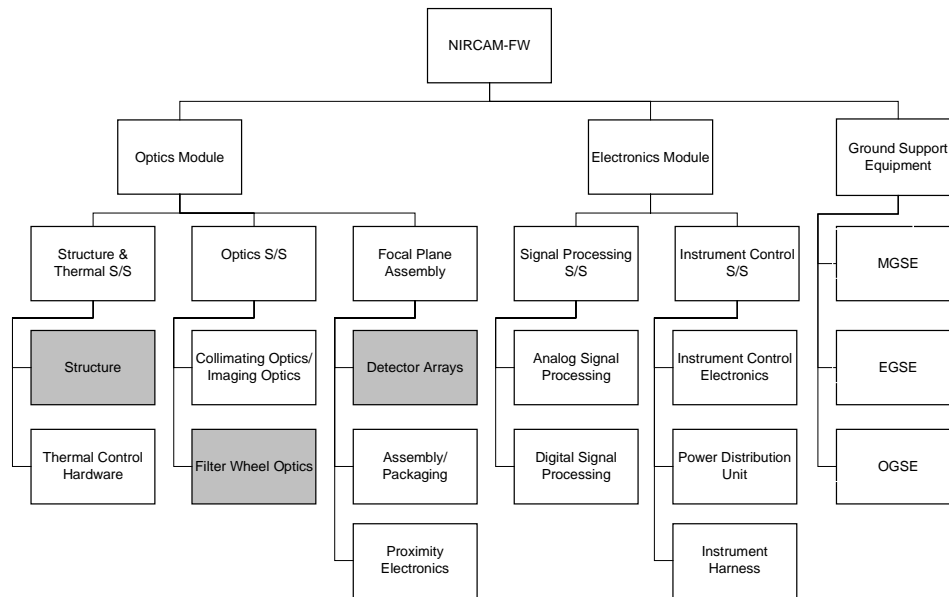 NIRCAM-FW
Optics Module
Electronics Module
Ground Support
Equipment
Structure &
Thermal S/S
Optics S/S
Focal Plane
Assembly
Signal Processing
S/S
Instrument Control
S/S
MGSE
Structure
Collimating Optics/
Imaging Optics
Detector Arrays
Analog Signal
Processing
Instrument Control
Electronics
EGSE
Thermal Control
Hardware
Filter Wheel Optics
Assembly/
Packaging
Digital Signal
Processing
Power Distribution
Unit
OGSE
Proximity
Electronics
Instrument
Harness